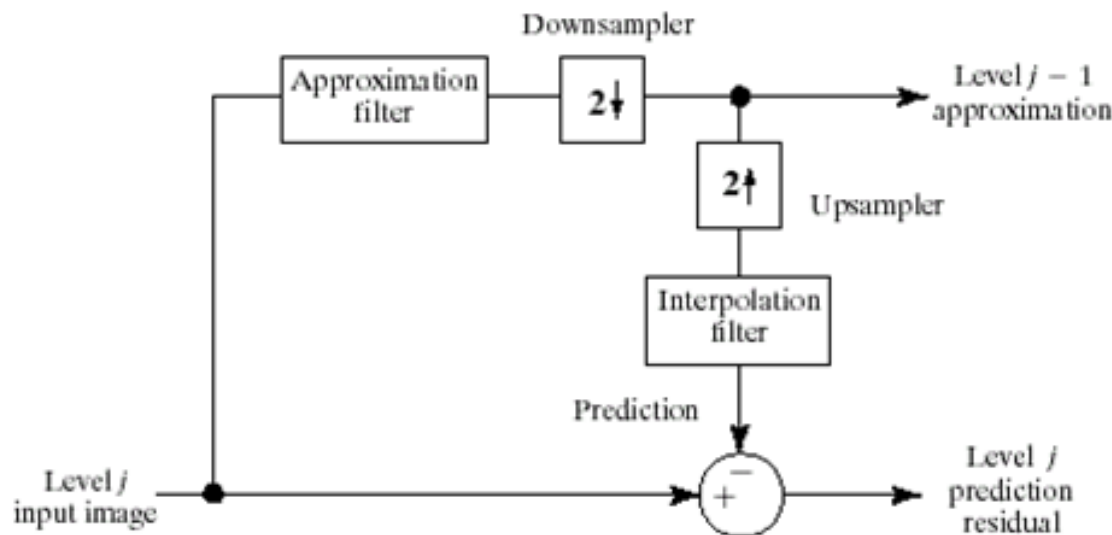 Downsampler
Approximation
filter
2↓
Level j − 1
approximation
2↑
Upsampler
Interpolation
filter
Prediction
Level j
input image
+
−
Level j
prediction
residual